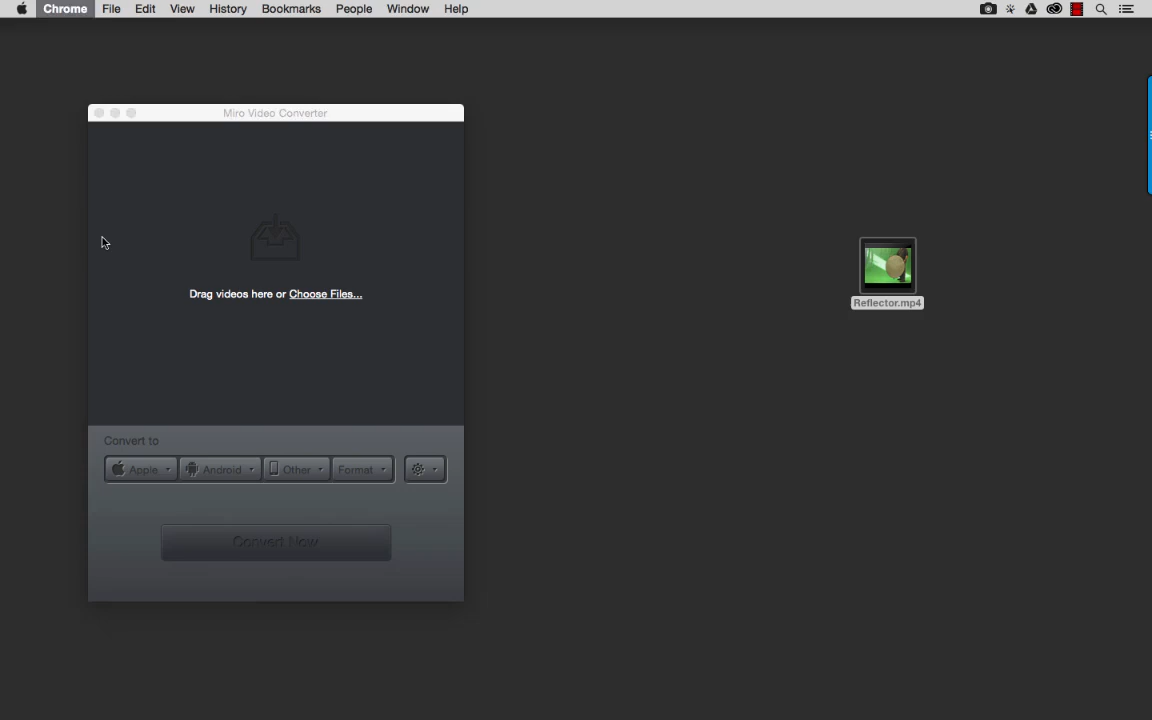 Chrome File Edit View History Bookmarks People Window Help
Miro Video Converter
Drag videos here or Choose Files...
Reflector.mp4
Convert to
Apple Android Other Format
Convert Now